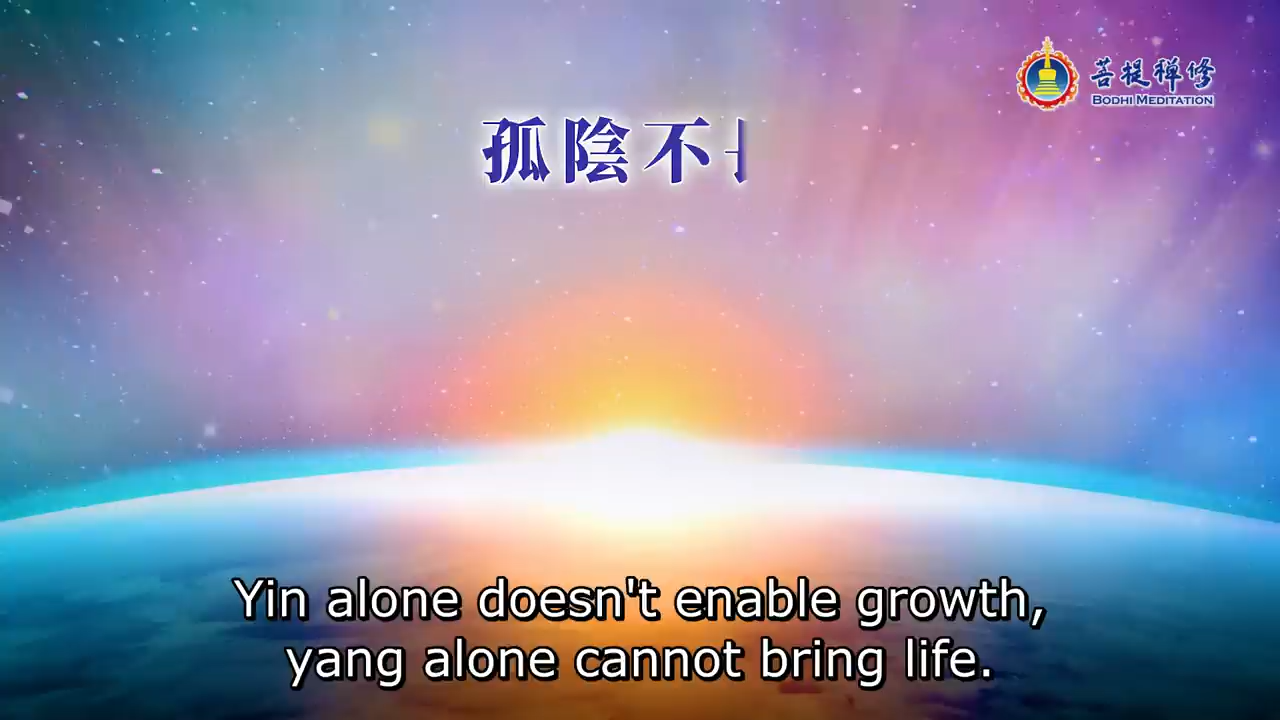 菩提禪修
BODHI MEDITATION
孤陰不
Yin alone doesn't enable growth,
yang alone cannot bring life.